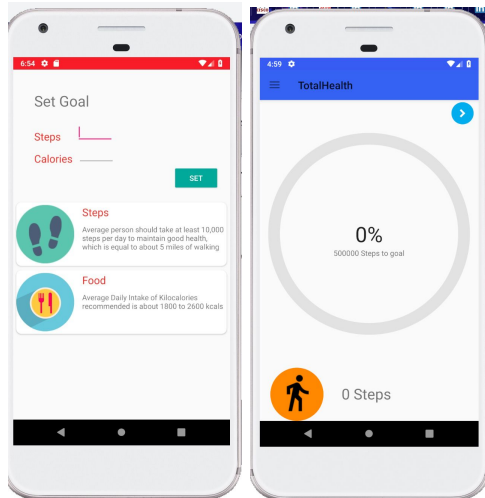 6:54
Set Goal
Steps
Calories
SET
Steps
Average person should take at least 10,000
steps per day to maintain good health,
which is equal to about 5 miles of walking
Food
Average Daily Intake of Kilocalories
recommended is about 1800 to 2600 kcals
4:59
TotalHealth
0%
500000 Steps to goal
0 Steps